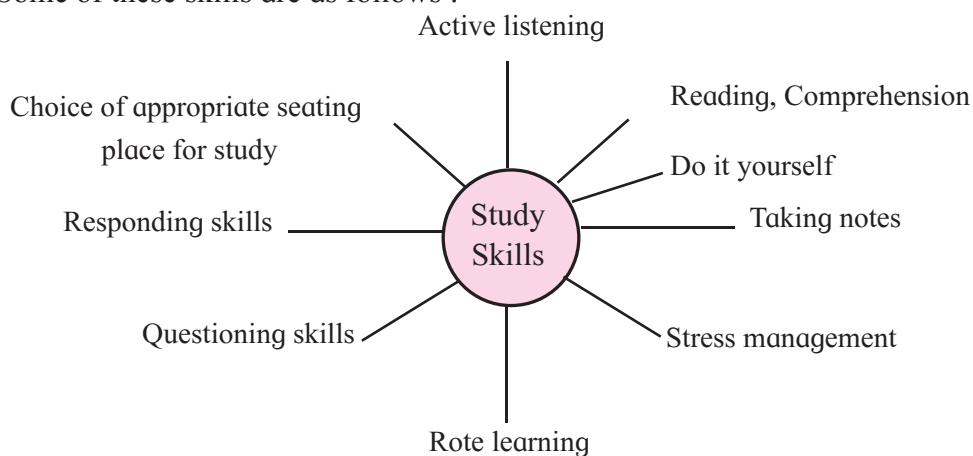 Some of these skills are as follows :
Active listening
Choice of appropriate seating
place for study
Reading, Comprehension
Do it yourself
Responding skills
Study
Skills
Taking notes
Questioning skills
Stress management
Rote learning